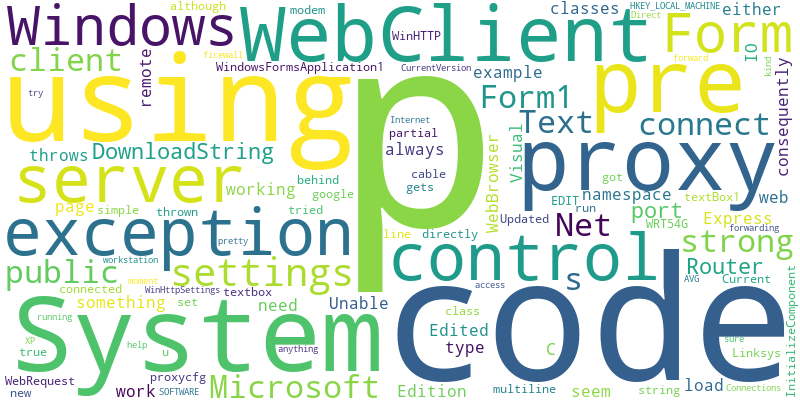 although
modem
classes
HKEY_LOCAL_MACHINE
Direct
either
Windows
WebClient
WinHTTP
Form
client
firewall
remote
WindowsFormsApplication1
CurrentVersion
example
forward
IO
kind
using
p
pre
try
Form1
consequently
Internet
partial
always
Text
connect
throws
DownloadString
Visual
proxy
server
working
behind
google
cable
gets
WebBrowser
got
namespace
textBox1
web
page
simple
thrown
tried
EDIT
run
Updated
Net
port
WRT54G
Express
forwarding
exception
pretty
line
directly
control
strong
workstation
public
settings
access
s
Router
Current
AVG
InitializeComponent
connected
WinHttpSettings
moment
something
set
textbox
need
Unable
code
System
class
running
Edited
type
C
XP
true
help
u
anything
sure
Linksys
WebRequest
new
work
proxycfg
SOFTWARE
Microsoft
Edition
multiline
seem
string
load
Connections